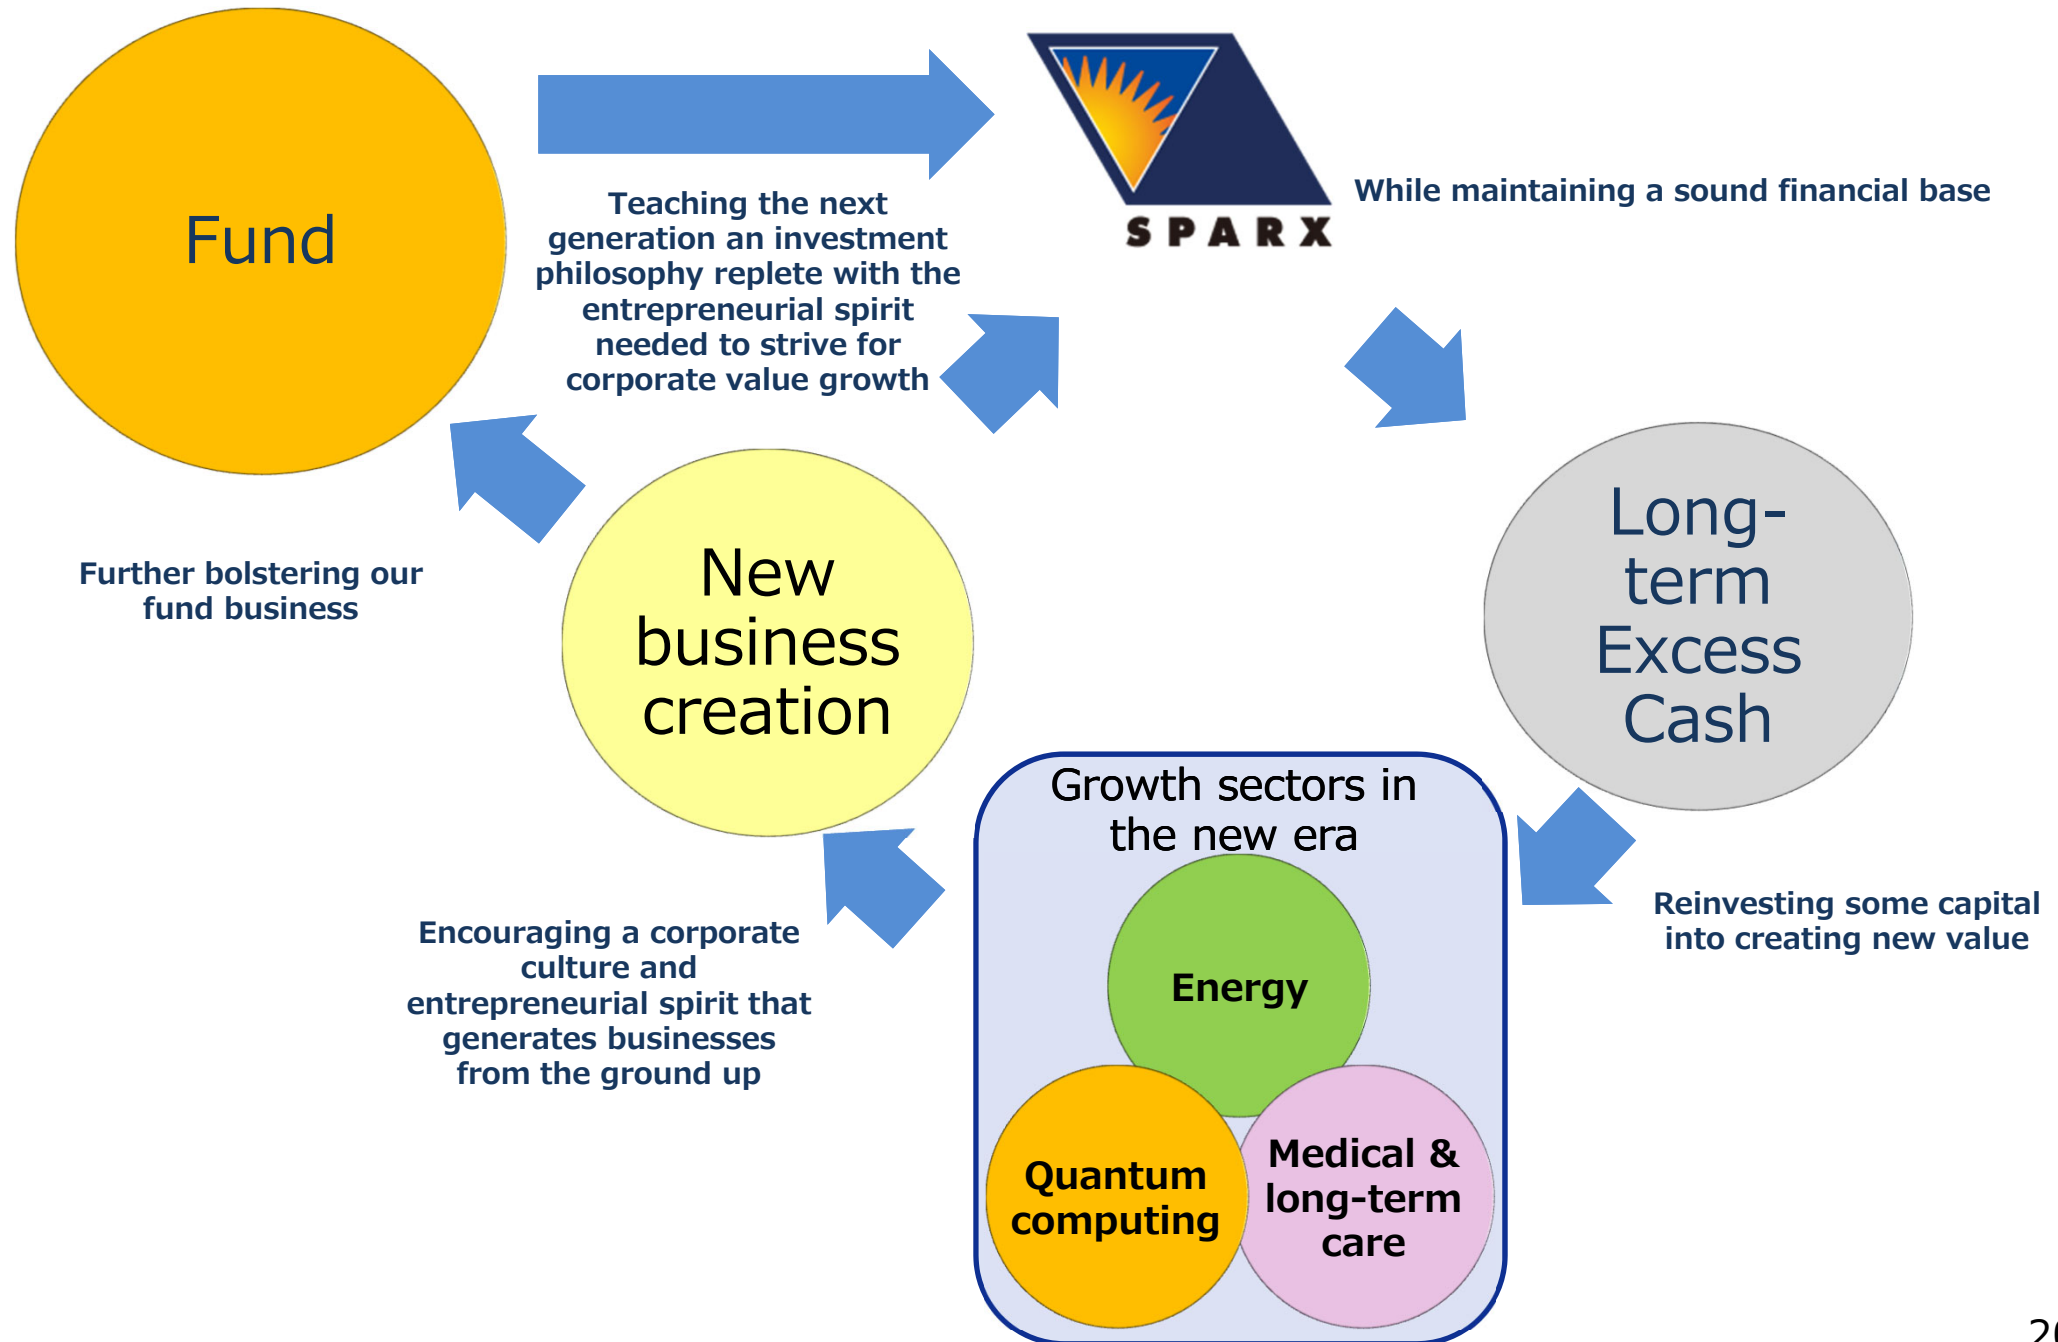 Fund
Teaching the next
generation an investment
philosophy replete with the
entrepreneurial spirit
needed to strive for
corporate value growth
SPARX
While maintaining a sound financial base
Further bolstering our
fund business
New
business
creation
Long-
term
Excess
Cash
Growth sectors in
the new era
Energy
Quantum
computing
Medical &
long-term
care
Encouraging a corporate
culture and
entrepreneurial spirit that
generates businesses
from the ground up
Reinvesting some capital
into creating new value